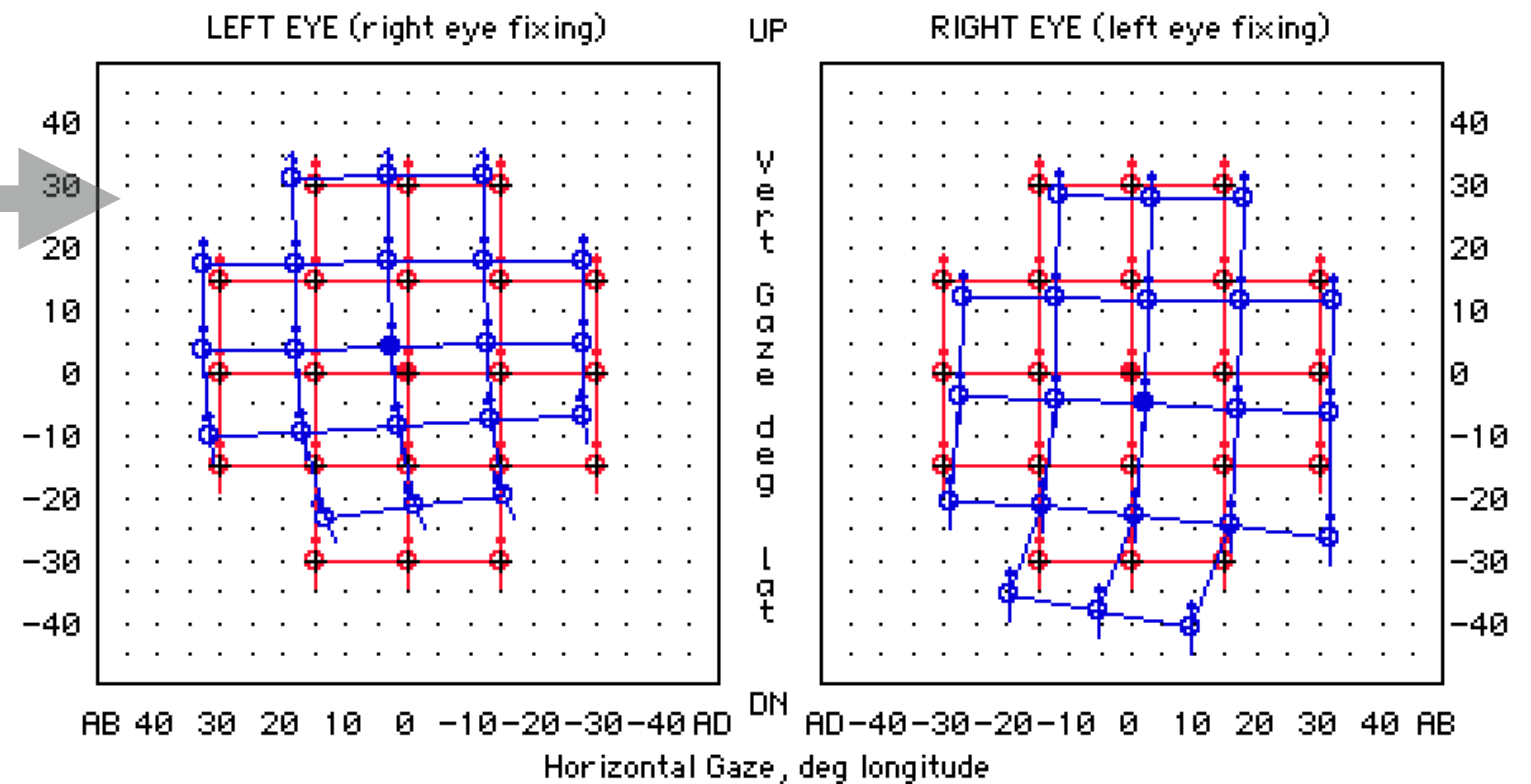 LEFT EYE (right eye fixing) UP RIGHT EYE (left eye fixing)
40 40
30 30
20 20
10 10
0 0
-10 -10
-20 -20
-30 -30
-40 -40
Vert Gaze deg lat
DN
AB 40 30 20 10 0 -10 -20 -30 -40 AD AD -40 -30 -20 -10 0 10 20 30 40 AB
Horizontal Gaze, deg longitude